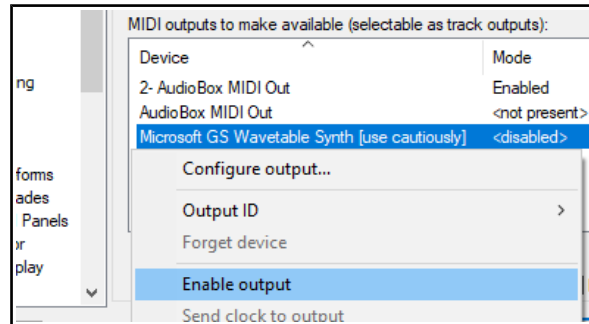 MIDI outputs to make available (selectable as track outputs):
Device Mode
ng
2- AudioBox MIDI Out Enabled
AudioBox MIDI Out <not present>
Microsoft GS Wavetable Synth [use cautiously] <disabled>
Configure output...
forms
ades
Output ID >
Panels
or
Forget device
play
Enable output
Send clock to output